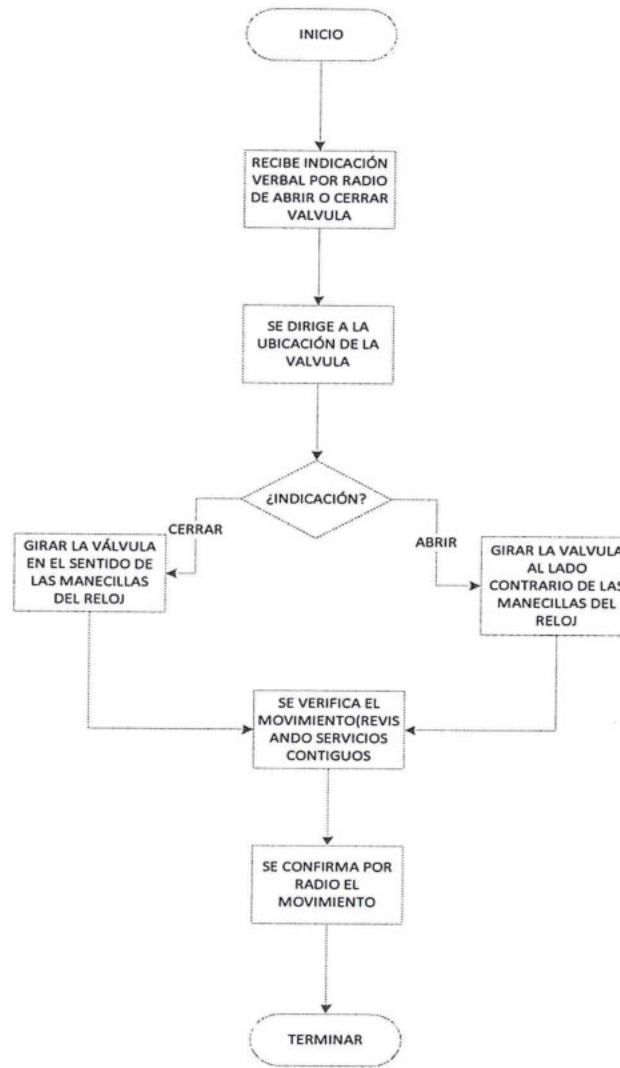 INICIO
RECIBE INDICACIÓN
VERBAL POR RADIO
DE ABRIR O CERRAR
VALVULA
SE DIRIGE A LA
UBICACIÓN DE LA
VALVULA
¿INDICACIÓN?
CERRAR
ABRIR
GIRAR LA VÁLVULA
EN EL SENTIDO DE
LAS MANECILLAS
DEL RELOJ
GIRAR LA VALVULA
AL LADO
CONTRARIO DE LAS
MANECILLAS DEL
RELOJ
SE VERIFICA EL
MOVIMIENTO(REVIS
ANDO SERVICIOS
CONTIGUOS
SE CONFIRMA POR
RADIO EL
MOVIMIENTO
TERMINAR